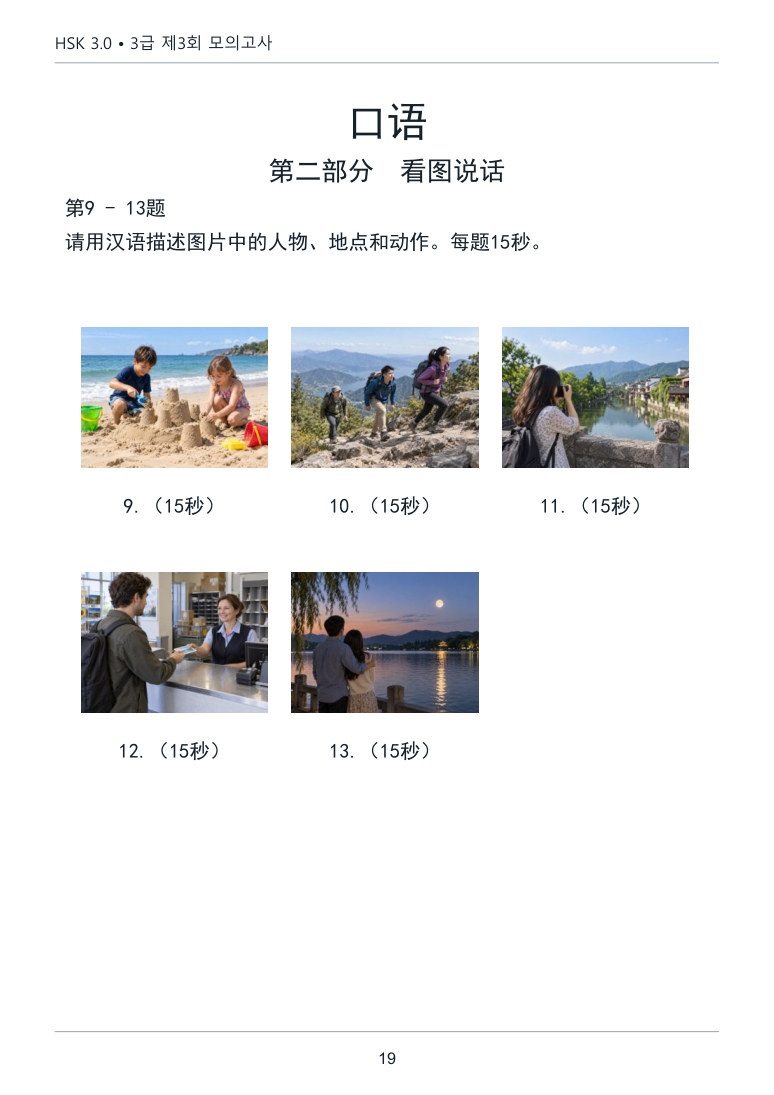 HSK 3.0 • 3급 제3회 모의고사
口语
第二部分　看图说话
第9 - 13题
请用汉语描述图片中的人物、地点和动作。每题15秒。
9.（15秒）
10.（15秒）
11.（15秒）
12.（15秒）
13.（15秒）
19